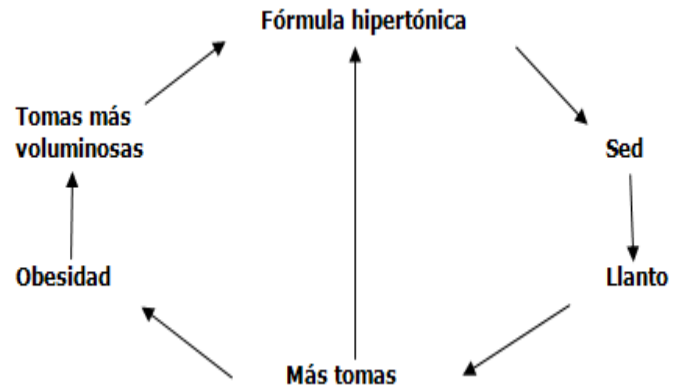 Fórmula hipertónica
Tomas más
voluminosas
Sed
Obesidad
Llanto
Más tomas